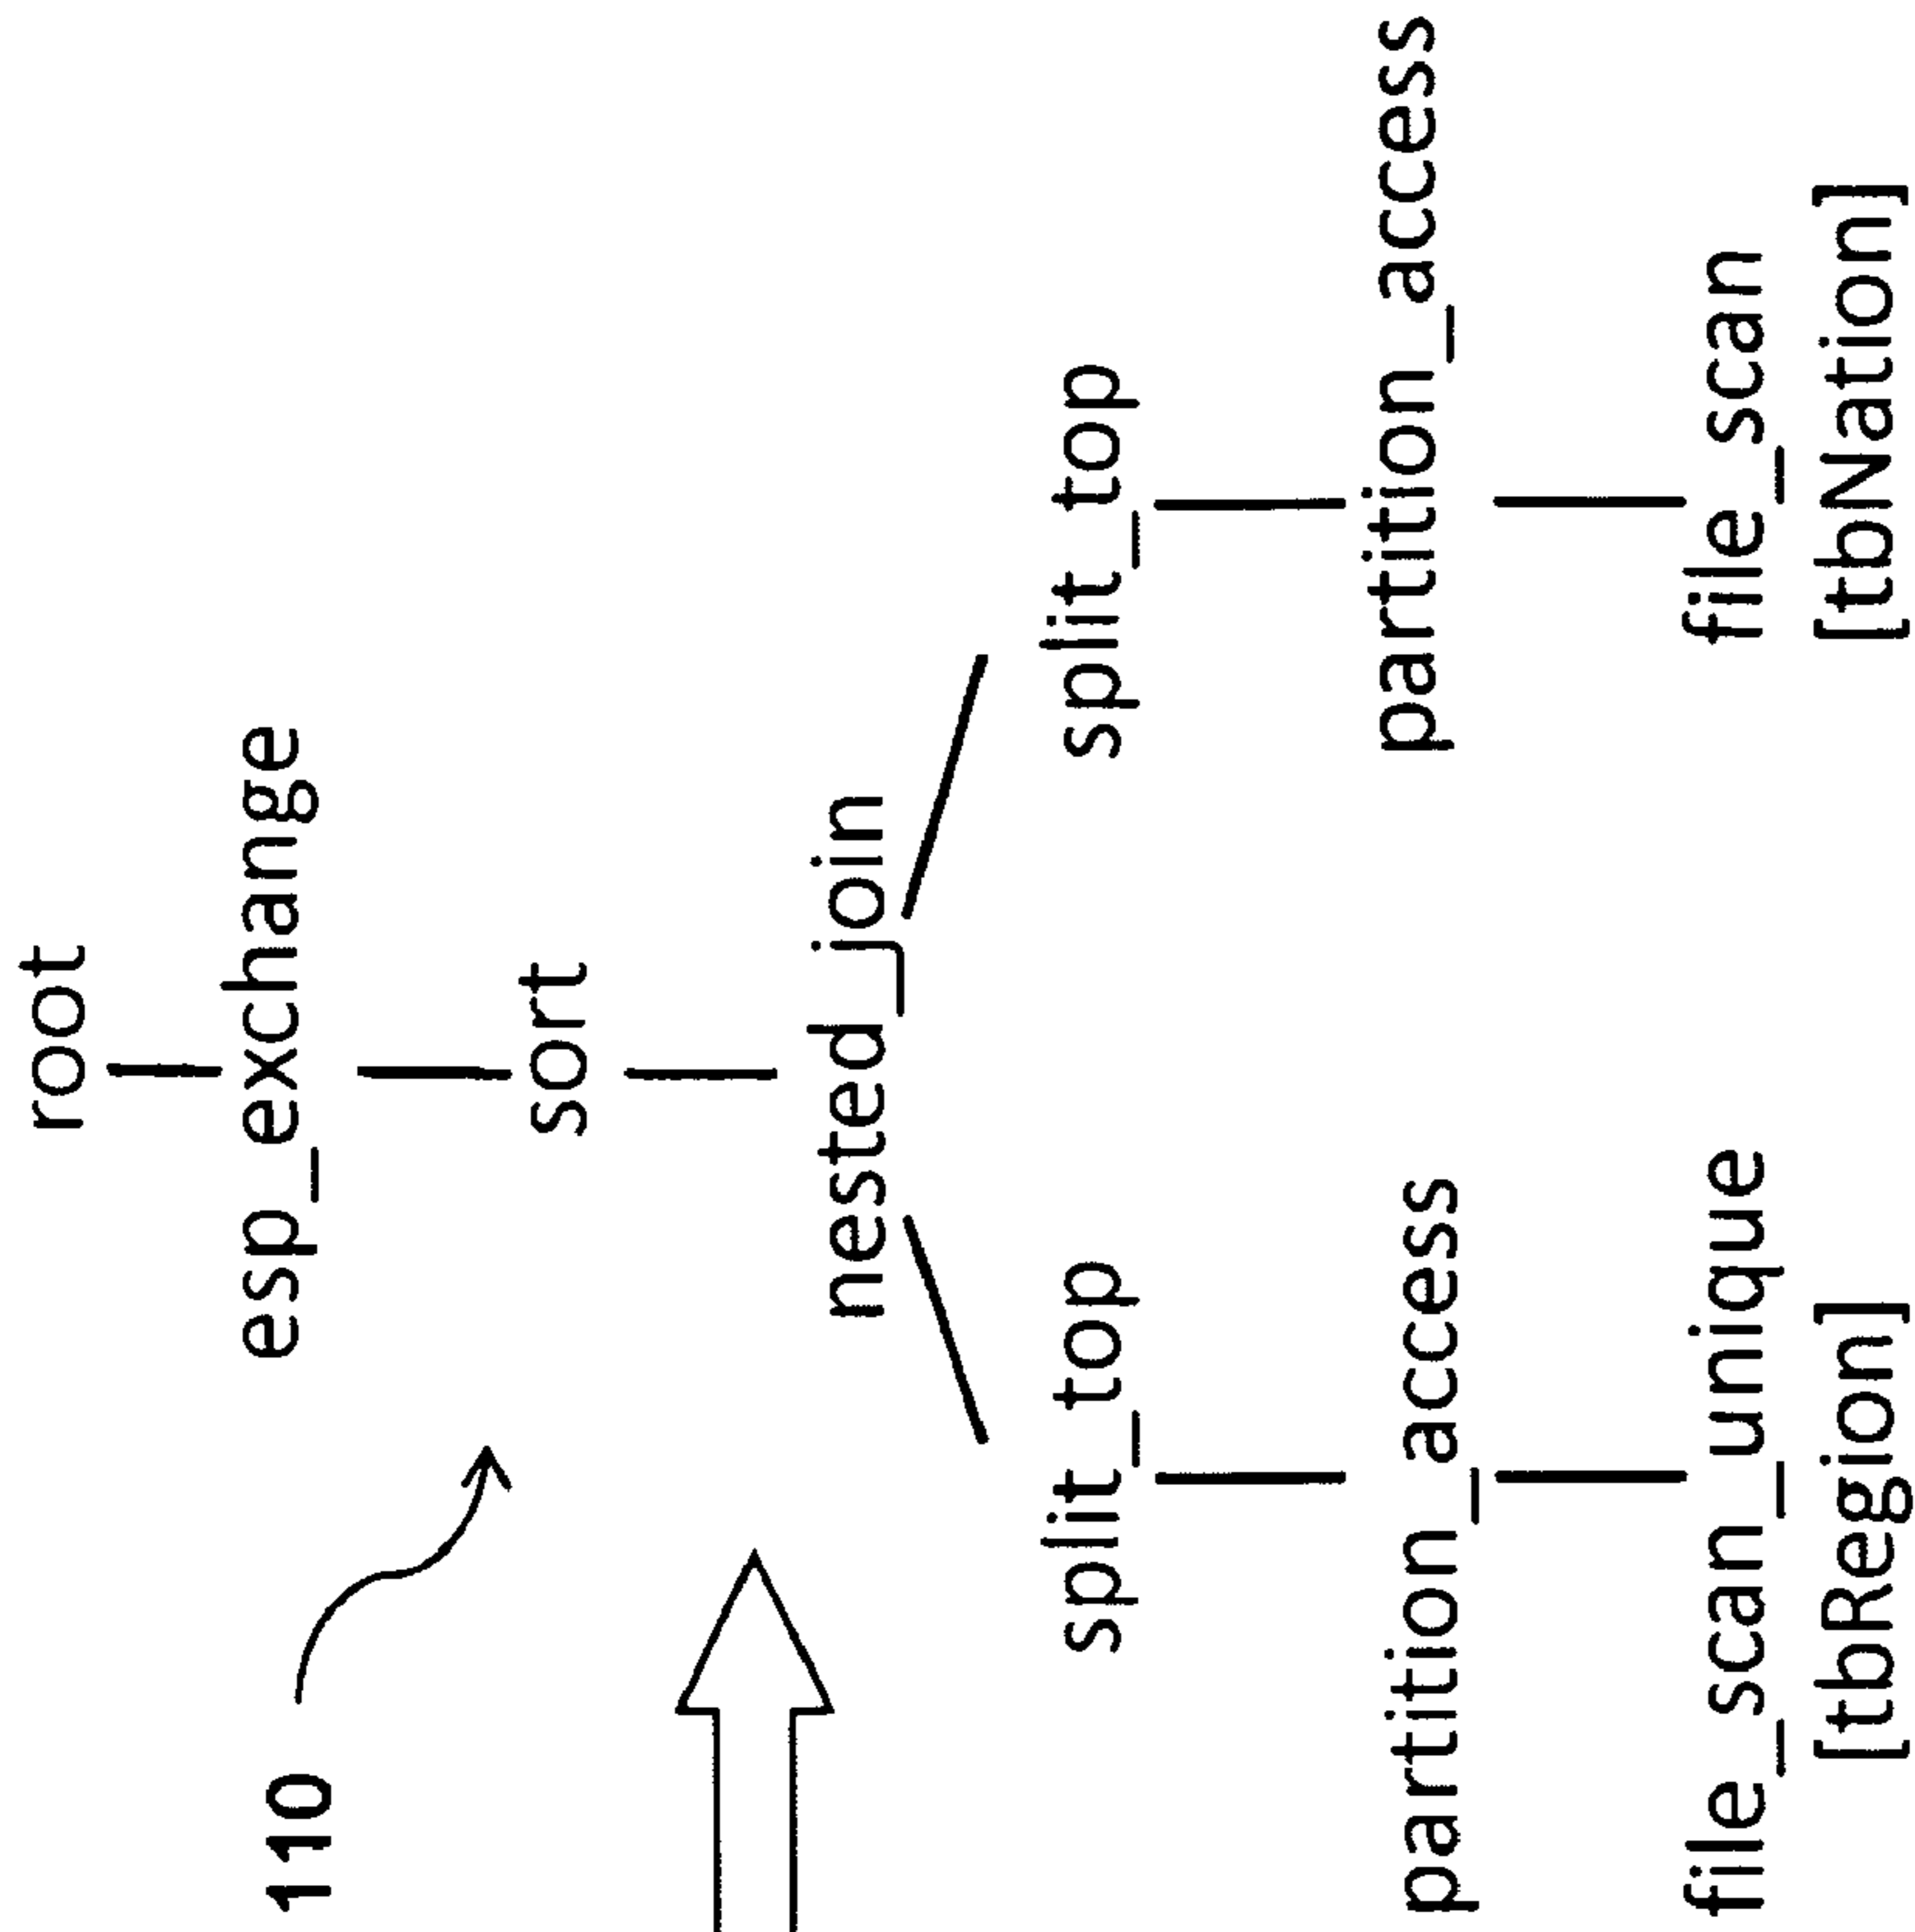 root
110
esp_exchange
sort
nested_join
split_top split_top
partition_access partition_access
file_scan_unique file_scan
[tbRegion] [tbNation]